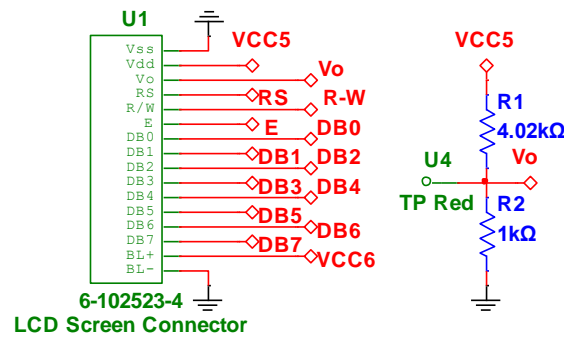 U1
Vss
Vdd VCC5
Vo Vo
RS RS
R/W R-W
E E
DB0 DB0
DB1 DB1
DB2 DB2
DB3 DB3
DB4 DB4
DB5 DB5
DB6 DB6
DB7 DB7
BL+ VCC6
BL-
6-102523-4
LCD Screen Connector
VCC5
R1
4.02kΩ
U4 Vo
TP Red
R2
1kΩ